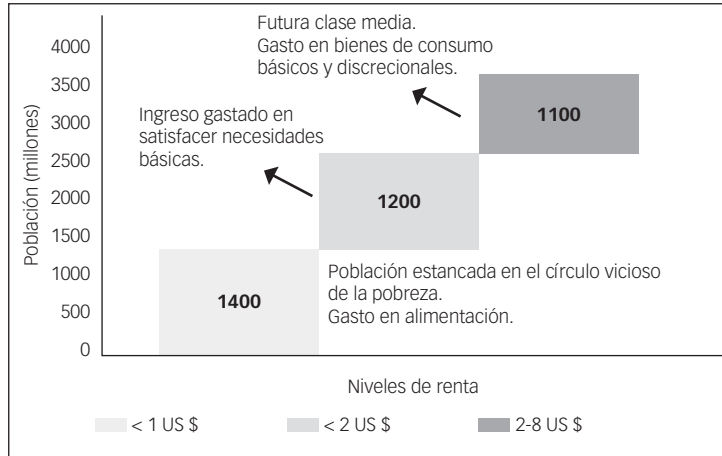 Población (millones)
4000
3500
3000
2500
2000
1500
1000
500
0
Futura clase media.
Gasto en bienes de consumo
básicos y discrecionales.
1100
Ingreso gastado en
satisfacer necesidades
básicas.
1200
Población estancada en el círculo vicioso
de la pobreza.
Gasto en alimentación.
1400
Niveles de renta
< 1 US $
< 2 US $
2-8 US $